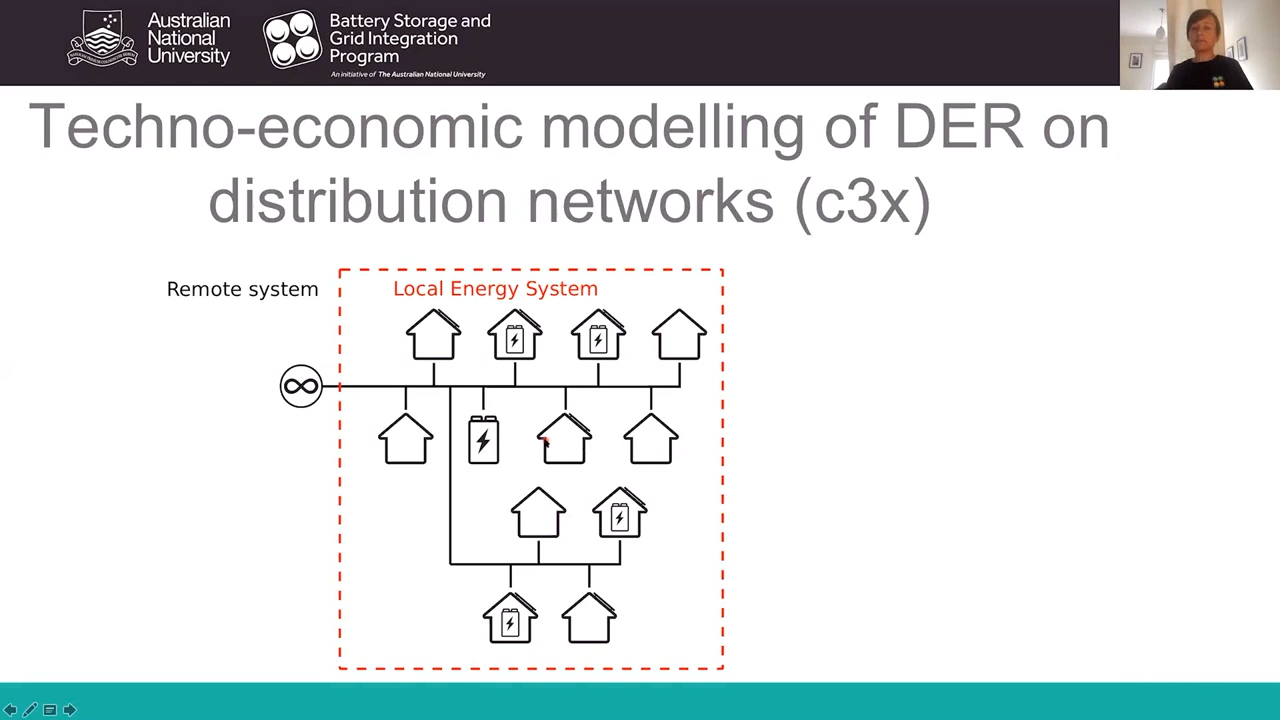 Australian
National
University
Battery Storage and
Grid Integration
Program
An initiative of The Australian National University
Techno-economic modelling of DER on
distribution networks (c3x)
Remote system
Local Energy System